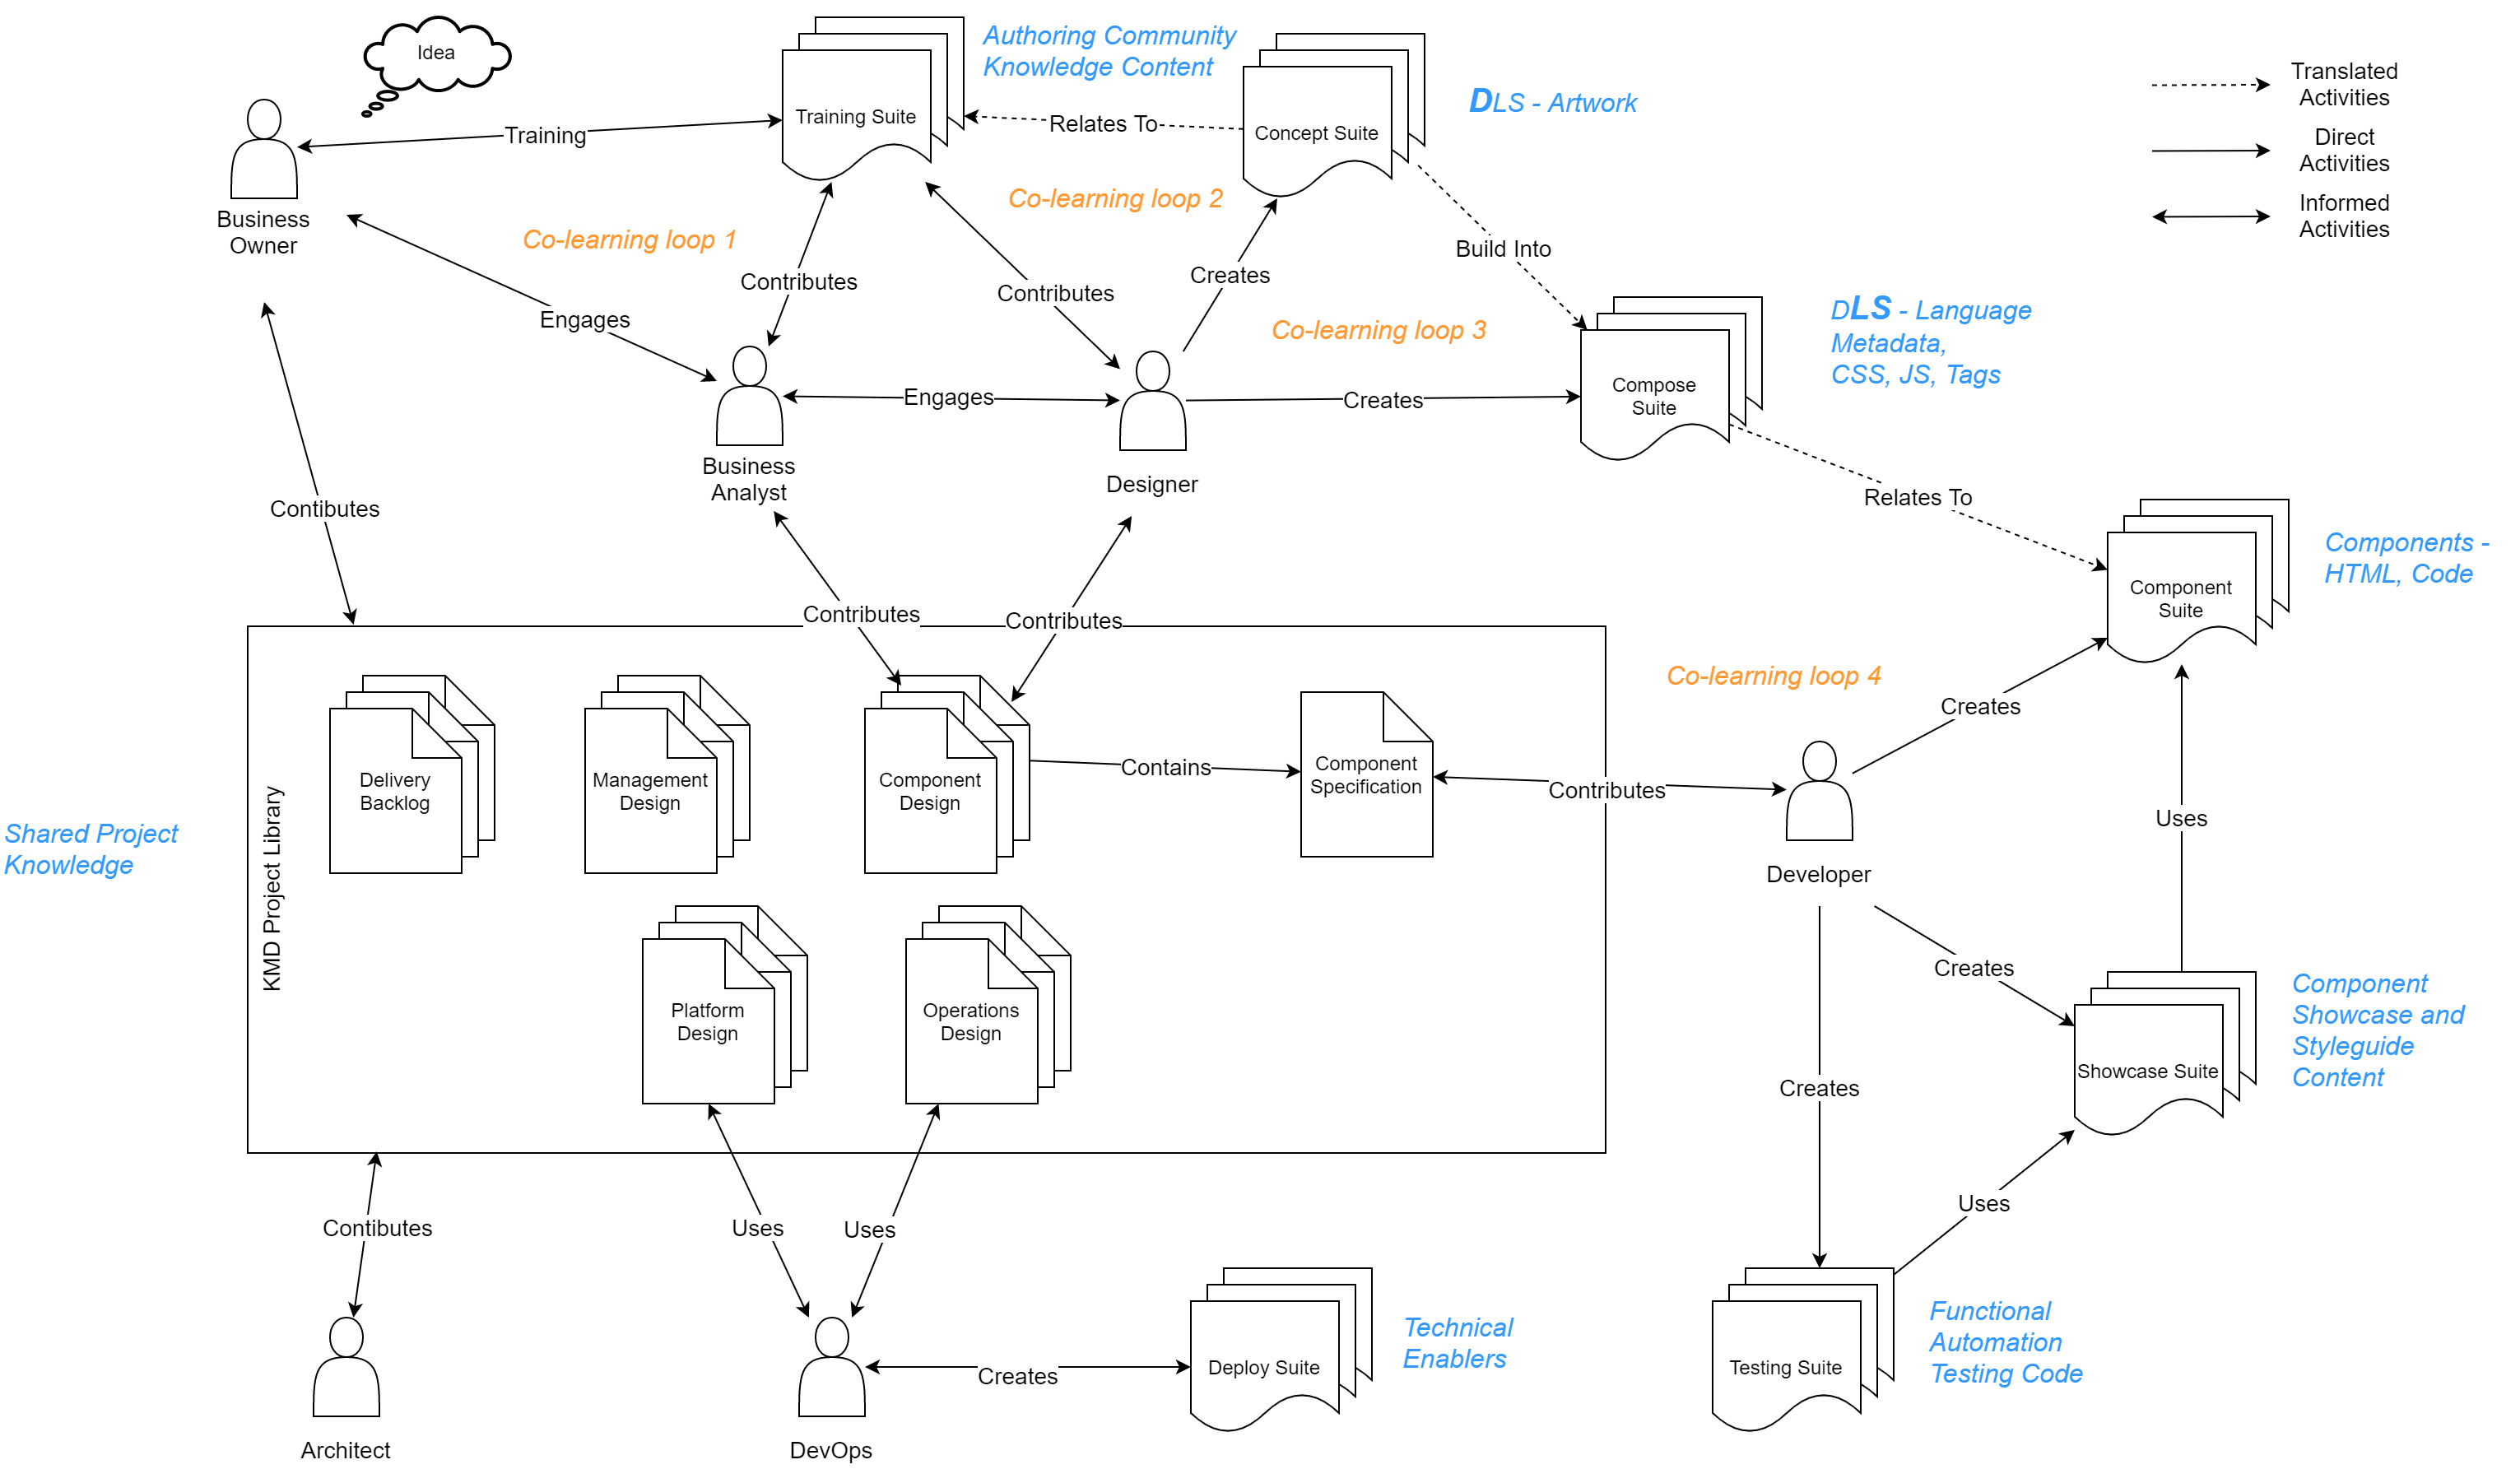 Idea
Authoring Community
Knowledge Content
DLS - Artwork
Translated
Activities
Direct
Activities
Informed
Activities
Training Suite
Concept Suite
Training
Relates To
Business
Owner
Co-learning loop 1
Co-learning loop 2
Contributes
Contributes
Creates
Build Into
Engages
Co-learning loop 3
DLS - Language
Metadata,
CSS, JS, Tags
Engages
Creates
Compose
Suite
Business
Analyst
Designer
Relates To
Contibutes
Components -
HTML, Code
Component
Suite
Contributes
Contributes
Co-learning loop 4
Creates
Delivery
Backlog
Management
Design
Component
Design
Contains
Component
Specification
Contributes
Uses
Shared Project
Knowledge
KMD Project Library
Developer
Creates
Platform
Design
Operations
Design
Component
Showcase and
Styleguide
Content
Showcase Suite
Creates
Contibutes
Uses
Uses
Uses
Creates
Deploy Suite
Technical
Enablers
Testing Suite
Functional
Automation
Testing Code
Architect
DevOps